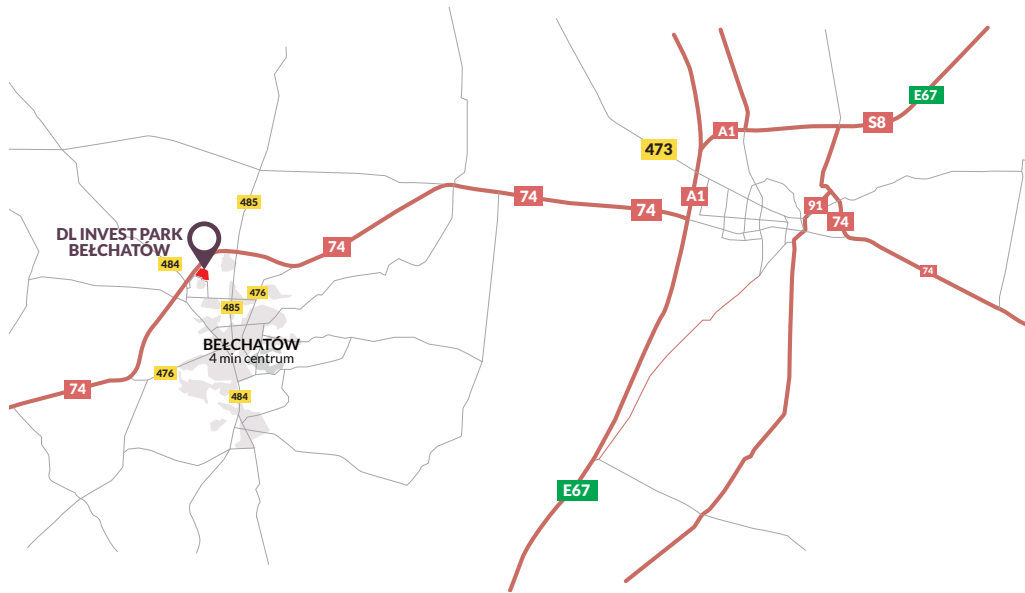 E67
S8
A1
473
74
A1
74
485
91
74
DL INVEST PARK
BEŁCHATÓW
74
484
74
476
485
BEŁCHATÓW
4 min centrum
476
74
484
E67